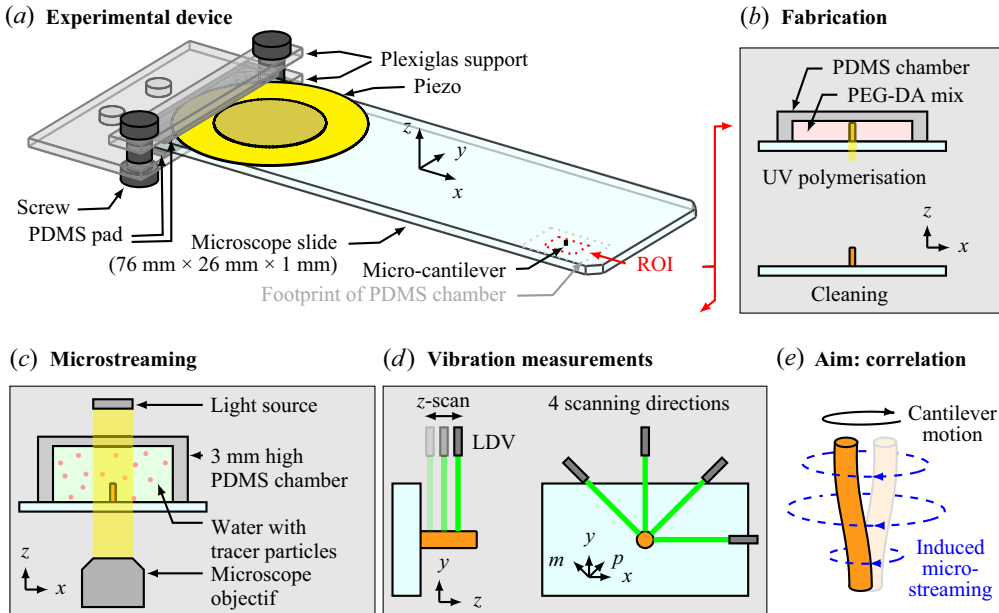 (a) Experimental device
Plexiglas support
Piezo
z
y
x
Screw
PDMS pad
Microscope slide
(76 mm × 26 mm × 1 mm)
Micro-cantilever
ROI
Footprint of PDMS chamber
(b) Fabrication
PDMS chamber
PEG-DA mix
UV polymerisation
z
x
Cleaning
(c) Microstreaming
Light source
3 mm high
PDMS chamber
Water with
tracer particles
Microscope
objectif
z
x
(d) Vibration measurements
z-scan
LDV
y
z
4 scanning directions
y
m
p
x
(e) Aim: correlation
Cantilever
motion
Induced
micro-
streaming